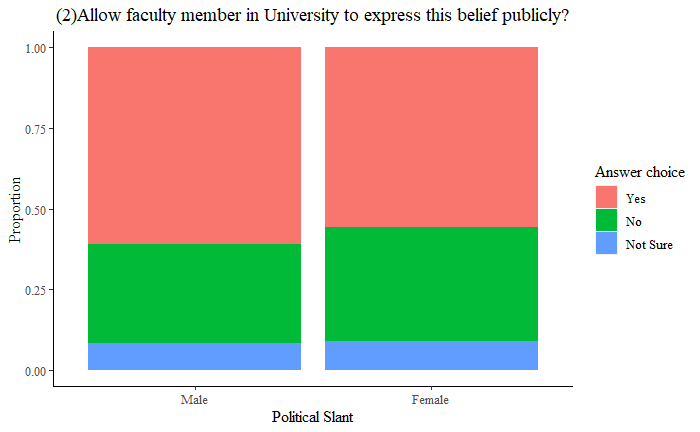 (2)Allow faculty member in University to express this belief publicly?
1.00
0.75
0.50
0.25
0.00
Proportion
Male
Female
Political Slant
Answer choice
Yes
No
Not Sure